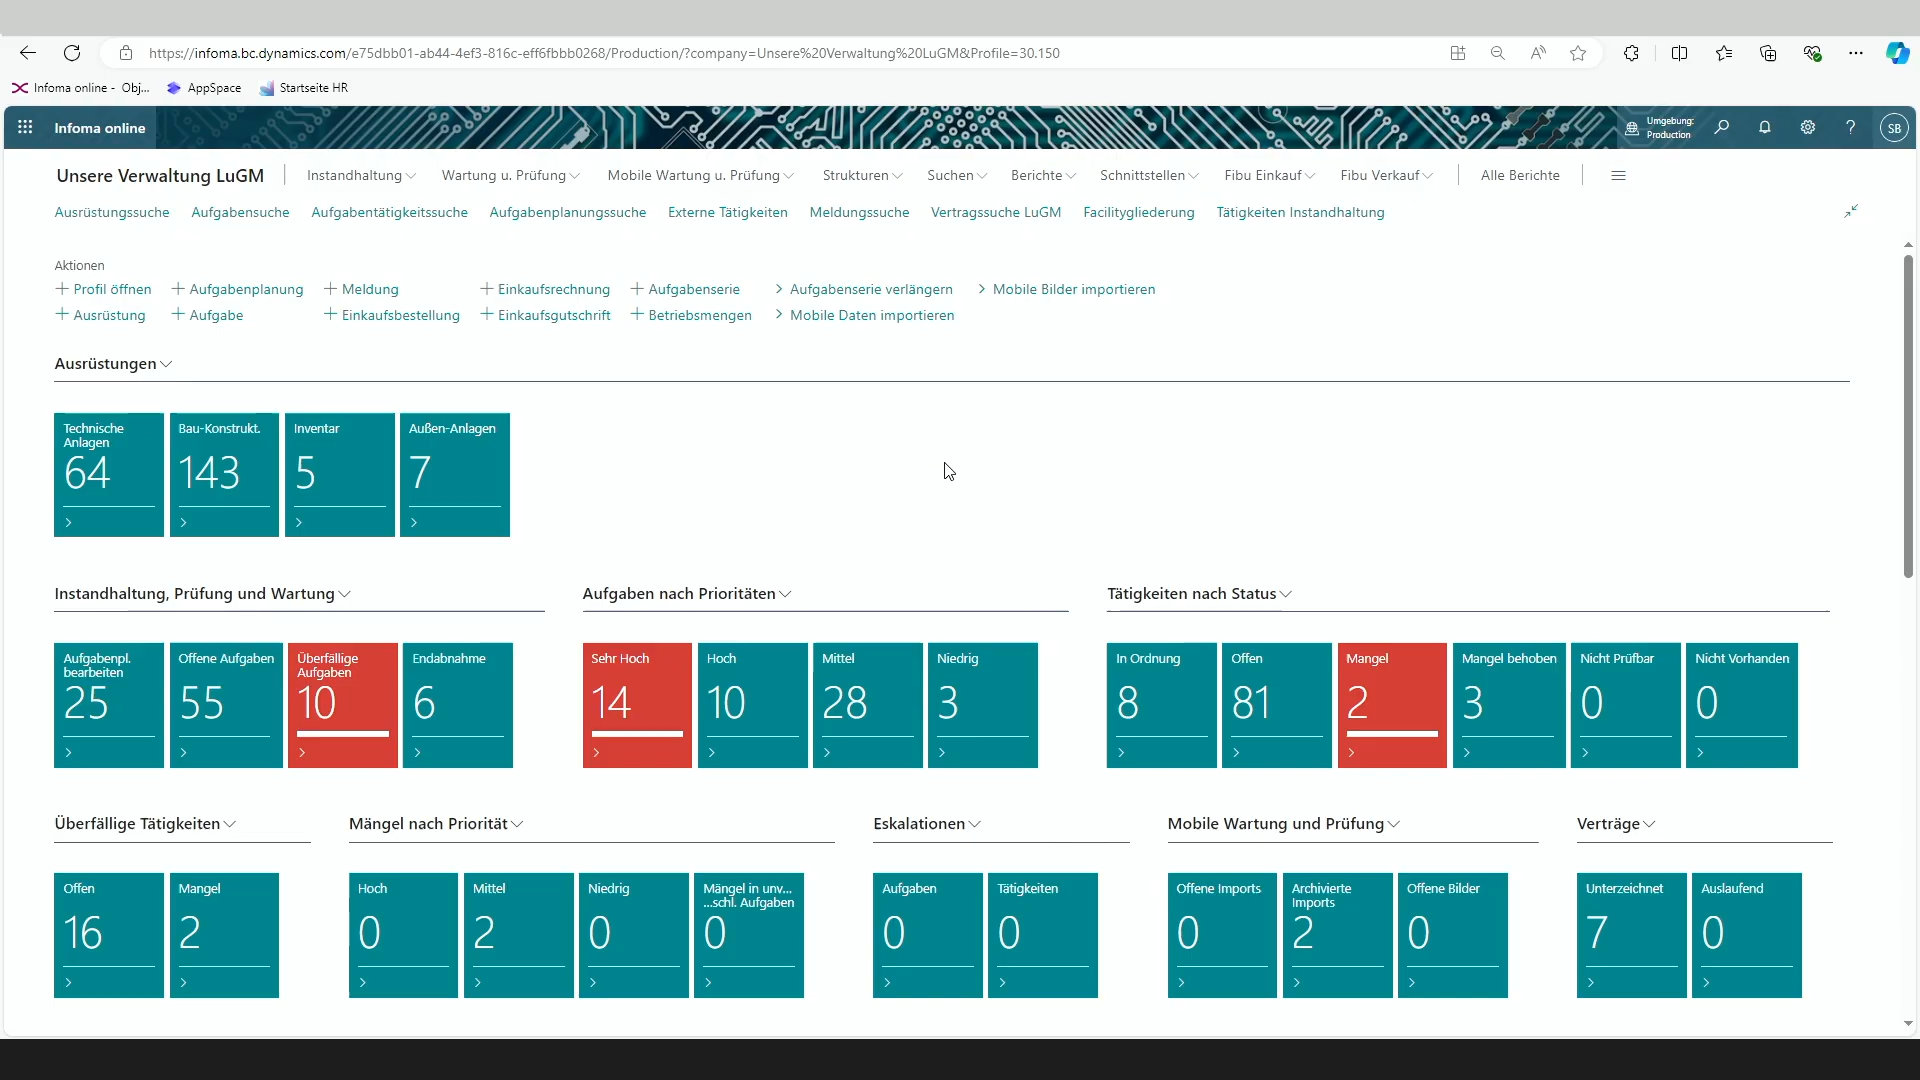 https://infoma.bc.dynamics.com/e75dbb01-ab44-4ef3-816c-eff6fbbb0268/Production/?company=Unsere%20Verwaltung%20LuGM&Profile=30.150
Infoma online - Obj... AppSpace Startseite HR
Infoma online
Umgebung:
Production
SB
Unsere Verwaltung LuGM Instandhaltung Wartung u. Prüfung Mobile Wartung u. Prüfung Strukturen Suchen Berichte Schnittstellen Fibu Einkauf Fibu Verkauf Alle Berichte
Ausrüstungssuche Aufgabensuche Aufgabentätigkeitssuche Aufgabenplanungssuche Externe Tätigkeiten Meldungssuche Vertragssuche LuGM Facilitygliederung Tätigkeiten Instandhaltung
Aktionen
+ Profil öffnen + Aufgabenplanung + Meldung + Einkaufsrechnung + Aufgabenserie > Aufgabenserie verlängern > Mobile Bilder importieren
+ Ausrüstung + Aufgabe + Einkaufsbestellung + Einkaufsgutschrift + Betriebsmengen > Mobile Daten importieren
Ausrüstungen
Technische
Anlagen
64
Bau-Konstrukt.
143
Inventar
5
Außen-Anlagen
7
Instandhaltung, Prüfung und Wartung
Aufgabenpl.
bearbeiten
25
Offene Aufgaben
55
Überfällige
Aufgaben
10
Endabnahme
6
Aufgaben nach Prioritäten
Sehr Hoch
14
Hoch
10
Mittel
28
Niedrig
3
Tätigkeiten nach Status
In Ordnung
8
Offen
81
Mangel
2
Mangel behoben
3
Nicht Prüfbar
0
Nicht Vorhanden
0
Überfällige Tätigkeiten
Offen
16
Mangel
2
Mängel nach Priorität
Hoch
0
Mittel
2
Niedrig
0
Mängel in unv...
...schl. Aufgaben
0
Eskalationen
Aufgaben
0
Tätigkeiten
0
Mobile Wartung und Prüfung
Offene Imports
0
Archivierte
Imports
2
Offene Bilder
0
Verträge
Unterzeichnet
7
Auslaufend
0